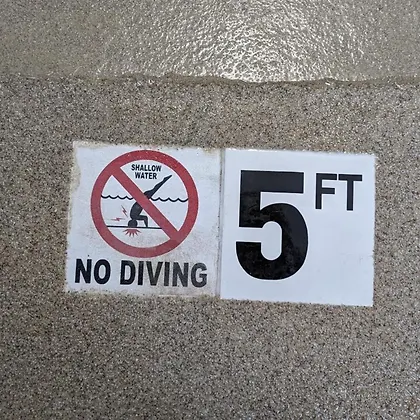 SHALLOW
WATER
NO DIVING
5 FT